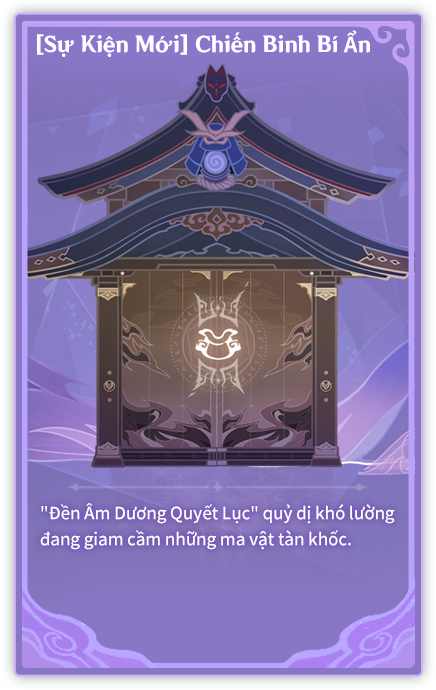 [Sự Kiện Mới] Chiến Binh Bí Ẩn
"Đền Âm Dương Quyết Lục" quỷ dị khó lường
đang giam cầm những ma vật tàn khốc.